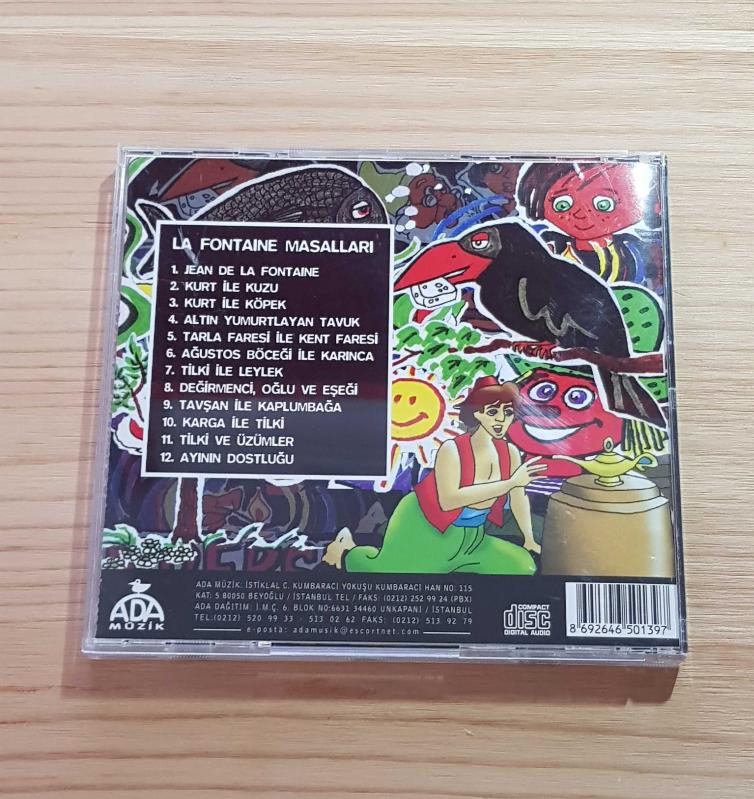 LA FONTAINE MASALLARI
1. JEAN DE LA FONTAINE
2. KURT İLE KUZU
3. KURT İLE KÖPEK
4. ALTIN YUMURTLAYAN TAVUK
5. TARLA FARESİ İLE KENT FARESİ
6. AĞUSTOS BÖCEĞİ İLE KARINCA
7. TİLKİ İLE LEYLEK
8. DEĞİRMENCİ, OĞLU VE EŞEĞİ
9. TAVŞAN İLE KAPLUMBAĞA
10. KARGA İLE TİLKİ
11. TİLKİ VE ÜZÜMLER
12. AYININ DOSTLUĞU
ADA
MÜZİK
ADA MÜZİK: İSTİKLAL C. KUMBARACI YOKUŞU KUMBARACI HAN NO: 115
KAT: 5 80050 BEYOĞLU / İSTANBUL TEL / FAKS: (0212) 252 99 24 (PBX)
ADA DAĞITIM: İ.M.Ç. 6. BLOK NO:6631 34460 UNKAPANI / İSTANBUL
TEL:(0212) 520 99 33 - 513 02 62 FAKS: (0212) 513 92 79
e-posta: adamusik@escortnet.com
COMPACT
disc
DIGITAL AUDIO
8 692646 501397